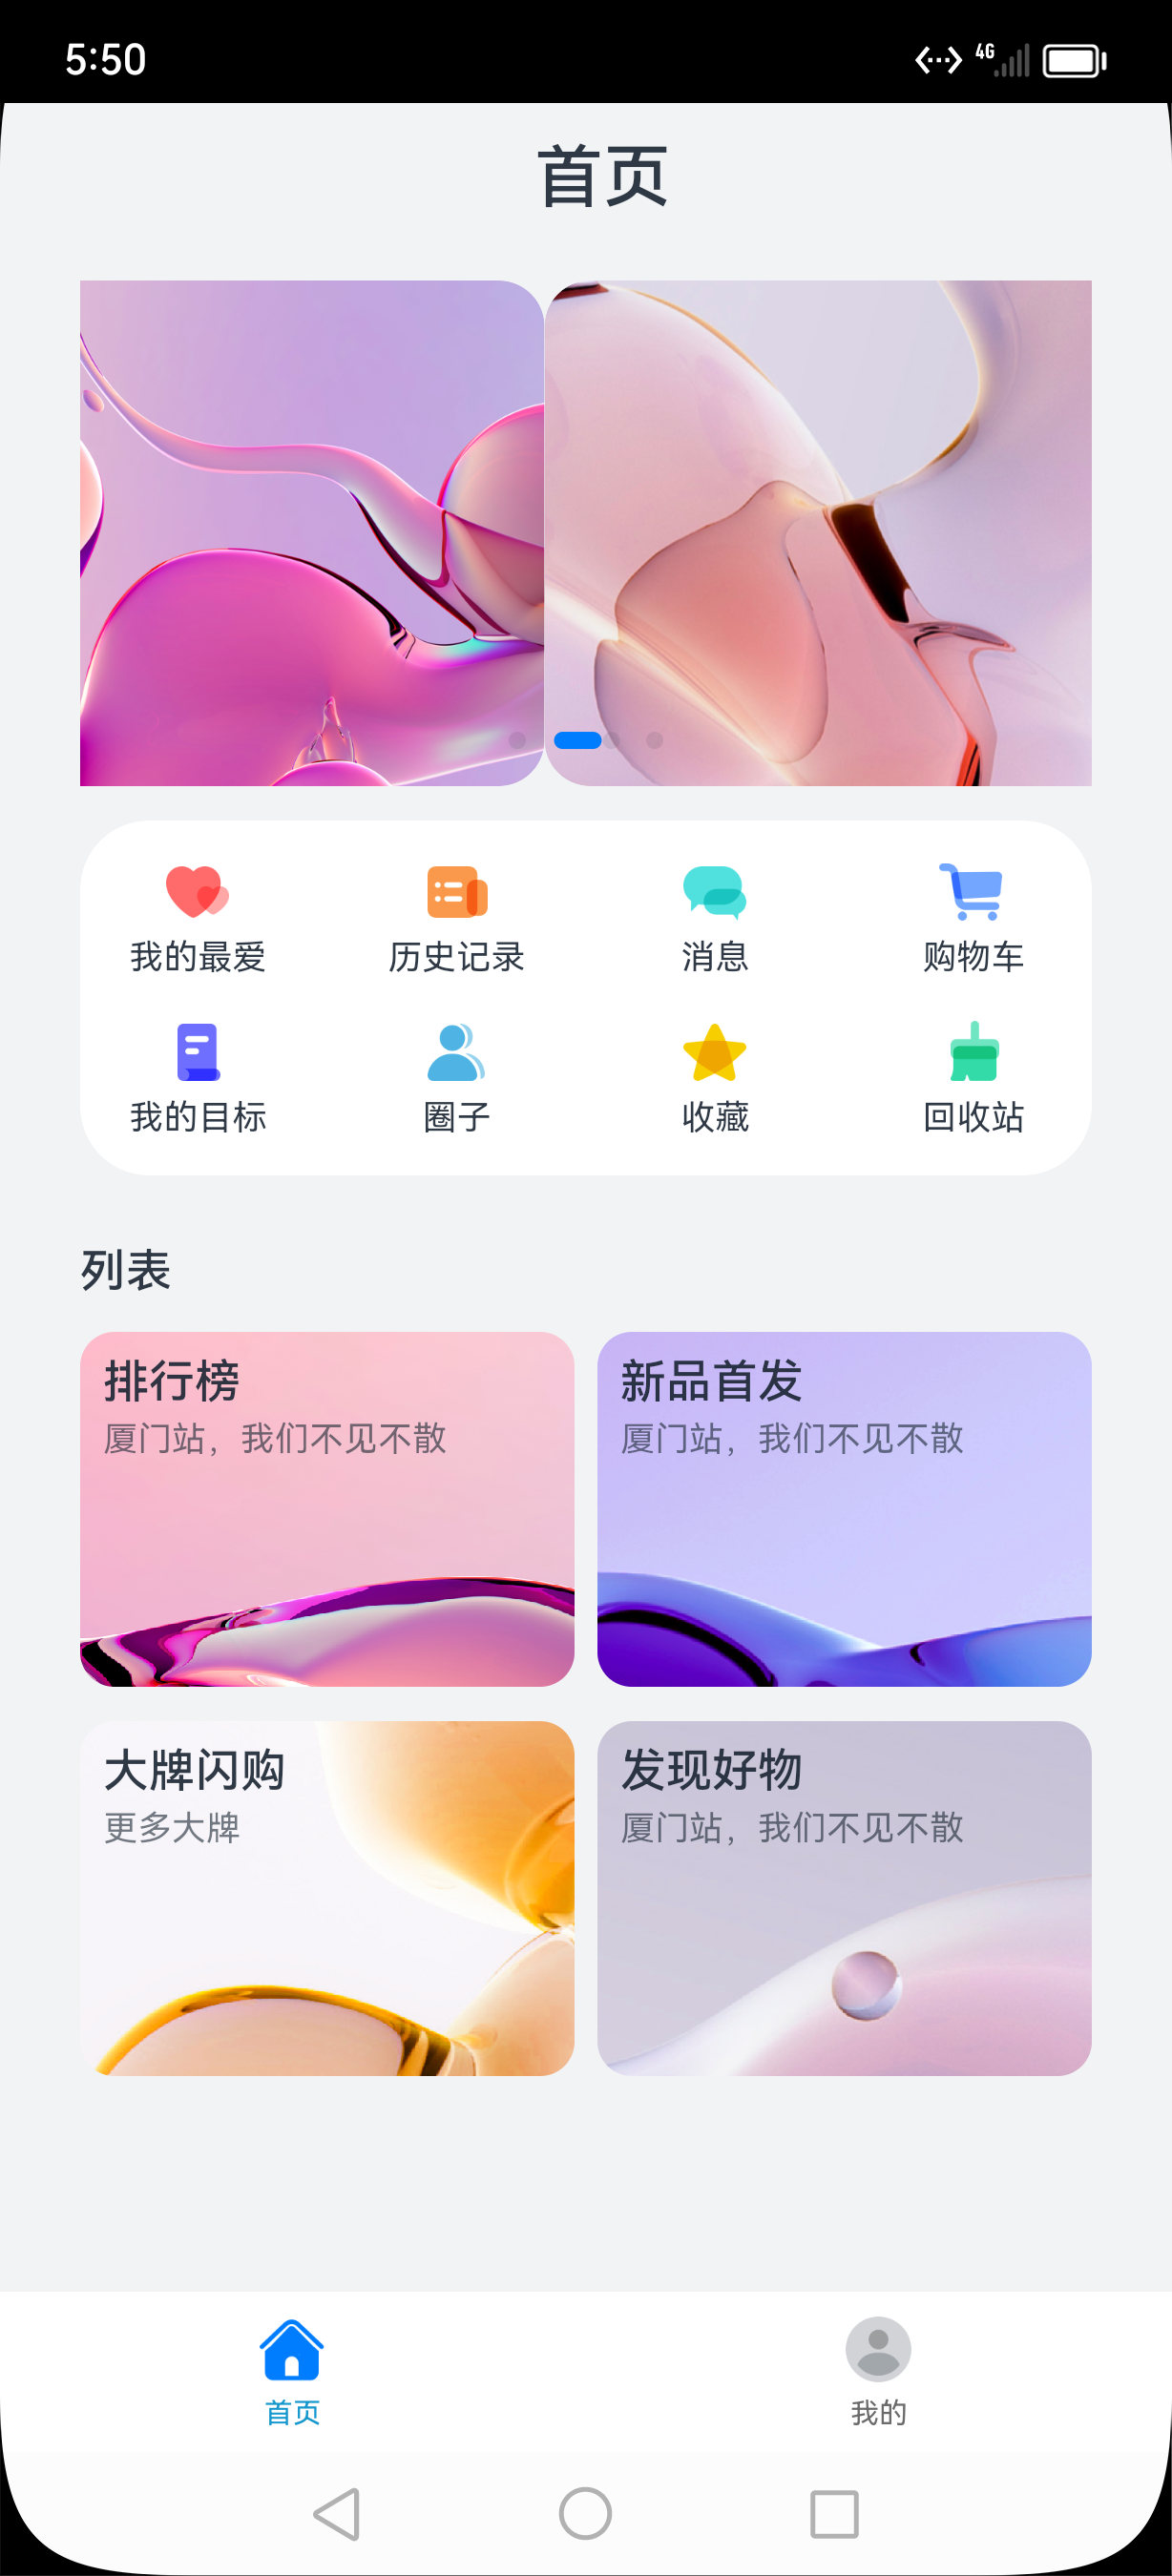 5:50
4G
首页
我的最爱 历史记录 消息 购物车
我的目标 圈子 收藏 回收站
列表
排行榜
厦门站，我们不见不散
新品首发
厦门站，我们不见不散
大牌闪购
更多大牌
发现好物
厦门站，我们不见不散
首页 我的